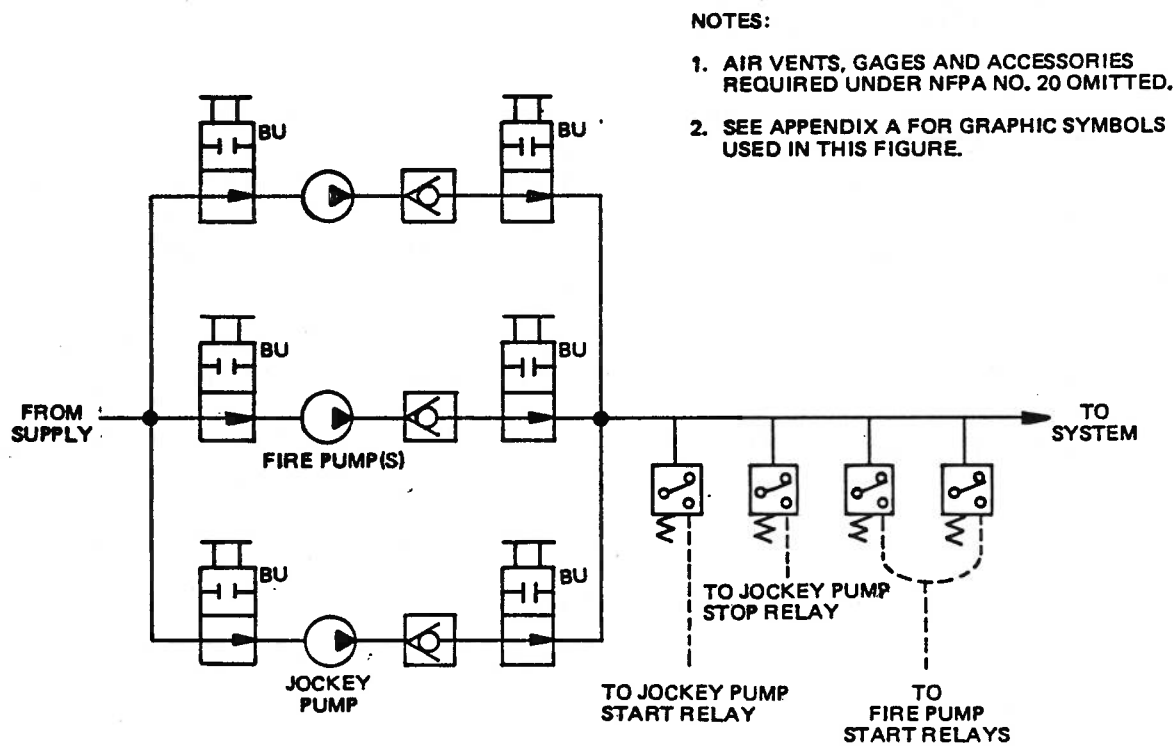 NOTES:
1. AIR VENTS, GAGES AND ACCESSORIES
REQUIRED UNDER NFPA NO. 20 OMITTED.
2. SEE APPENDIX A FOR GRAPHIC SYMBOLS
USED IN THIS FIGURE.
BU
BU
BU
BU
FROM
SUPPLY
TO
SYSTEM
FIRE PUMP(S)
BU
BU
TO JOCKEY PUMP
STOP RELAY
JOCKEY
PUMP
TO JOCKEY PUMP
START RELAY
TO
FIRE PUMP
START RELAYS